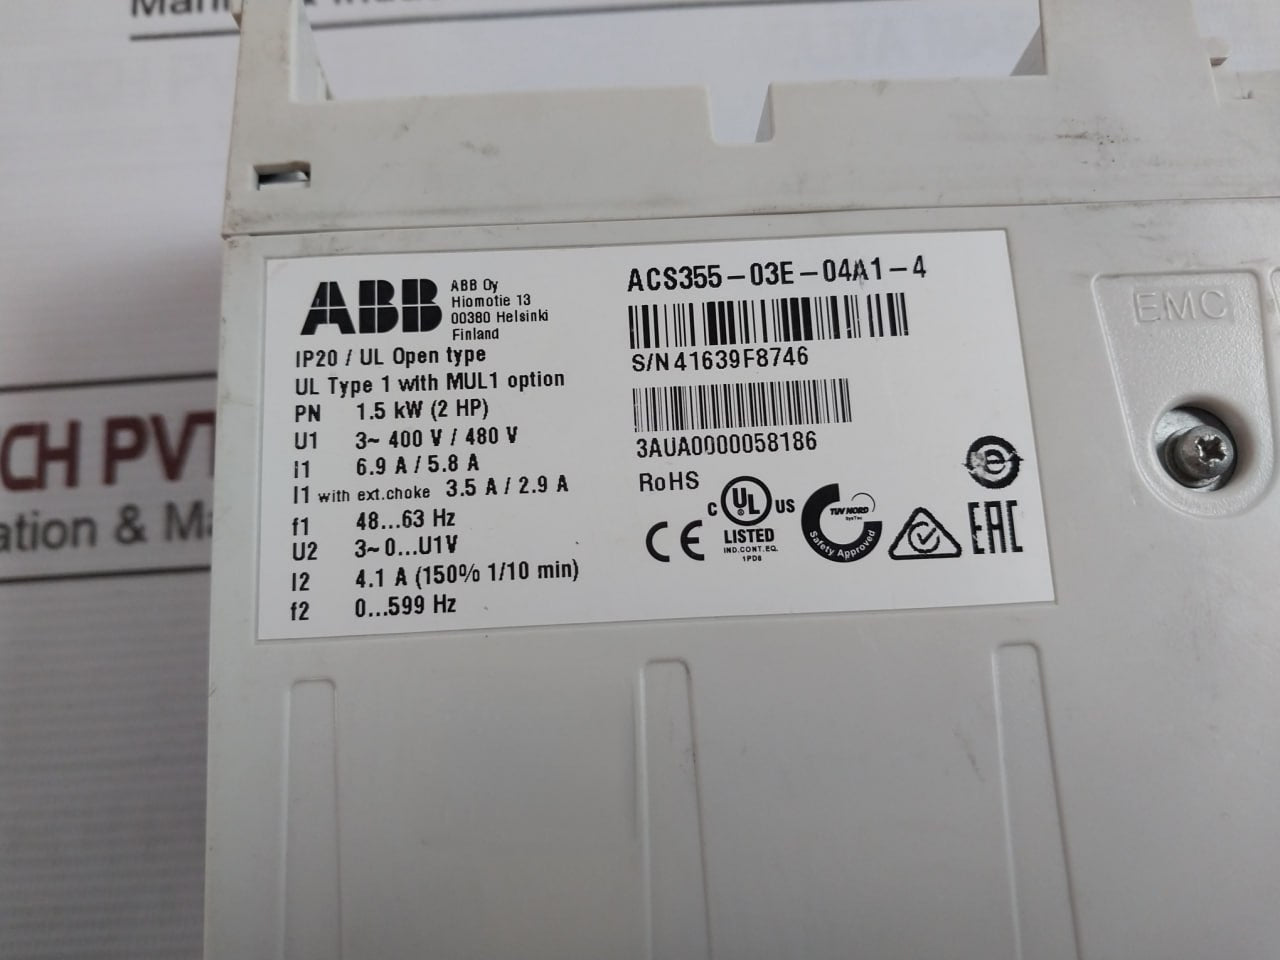 ABB
ABB Oy
Hiomotie 13
00380 Helsinki
Finland
IP20 / UL Open type
UL Type 1 with MUL1 option
PN 1.5 kW (2 HP)
U1 3~ 400 V / 480 V
I1 6.9 A / 5.8 A
I1 with ext.choke 3.5 A / 2.9 A
f1 48...63 Hz
U2 3~0...U1V
I2 4.1 A (150% 1/10 min)
f2 0...599 Hz
ACS355-03E-04A1-4
S/N 41639F8746
3AUA0000058186
RoHS
CE
C UL US
LISTED
IND.CONT.EQ.
1PD8
TUV NORD
SysTec
Safety Approved
e
EAC
EMC
CH PVT
ation & Ma